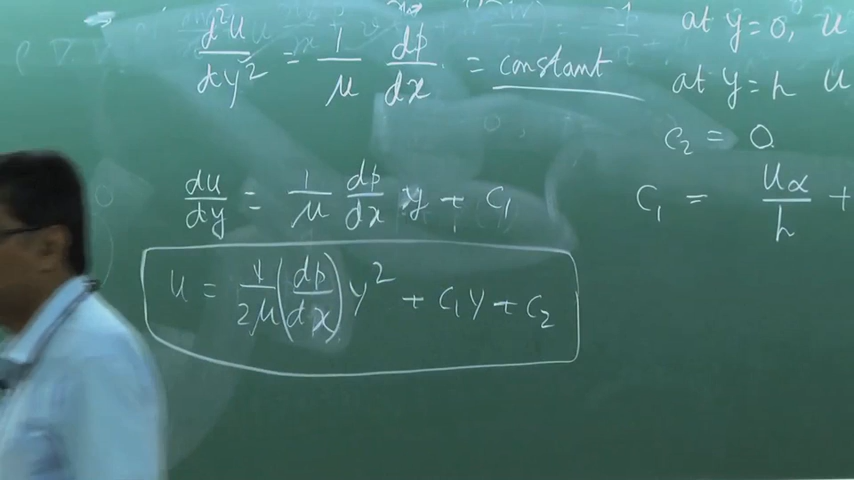 d²u/dy² = 1/μ dp/dx = constant
at y=0, u
at y=h u
c₂ = 0
du/dy = 1/μ dp/dx y + c₁
c₁ = uα/h +
u = 1/2μ (dp/dx) y² + c₁y + c₂